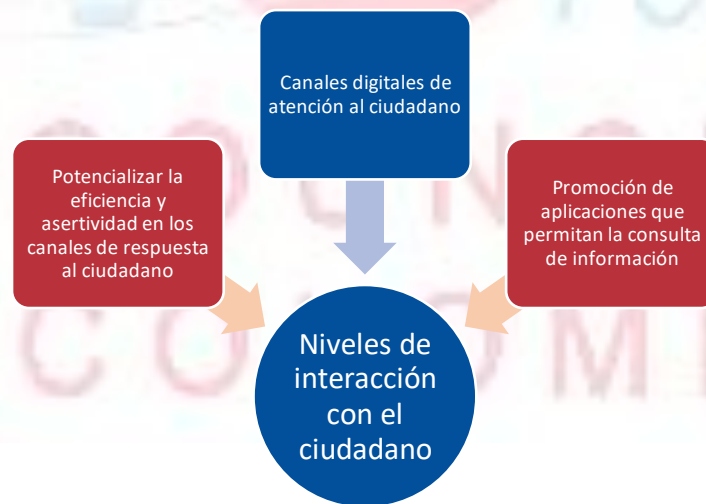 Canales digitales de
atención al ciudadano
Potencializar la
eficiencia y
asertividad en los
canales de respuesta
al ciudadano
Promoción de
aplicaciones que
permitan la consulta
de información
Niveles de
interacción
con el
ciudadano